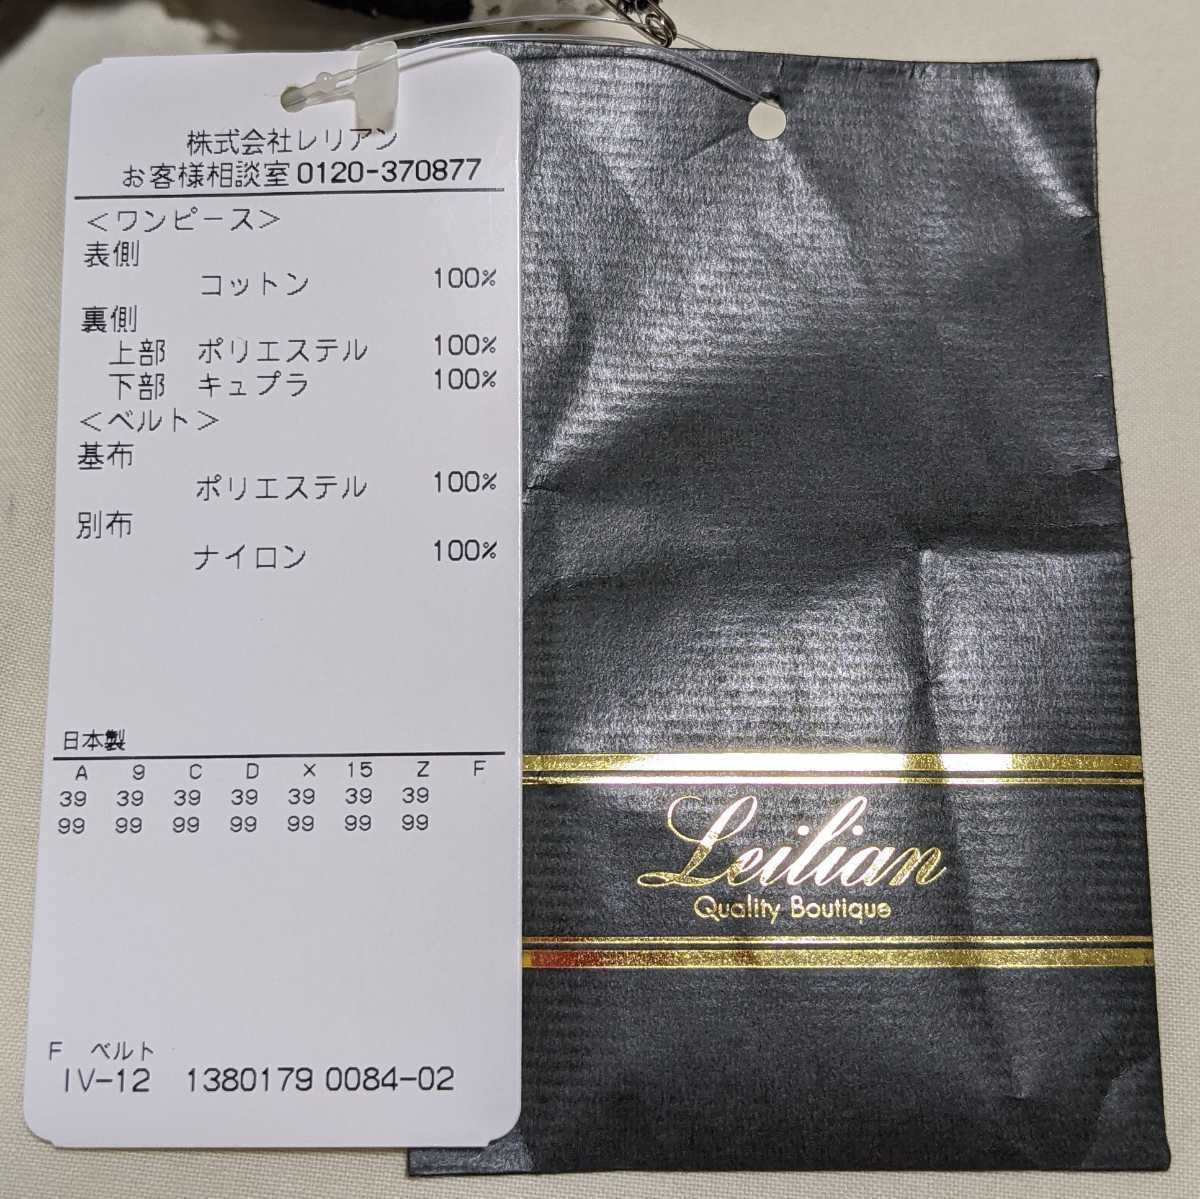 株式会社レリアン
お客様相談室 0120-370877
＜ワンピース＞
表側
コットン 100%
裏側
上部 ポリエステル 100%
下部 キュプラ 100%
＜ベルト＞
基布
ポリエステル 100%
別布
ナイロン 100%
日本製
A 9 C D X 15 Z F
39 39 39 39 39 39 39
99 99 99 99 99 99 99
F ベルト
IV-12 1380179 0084-02
Leilian
Quality Boutique